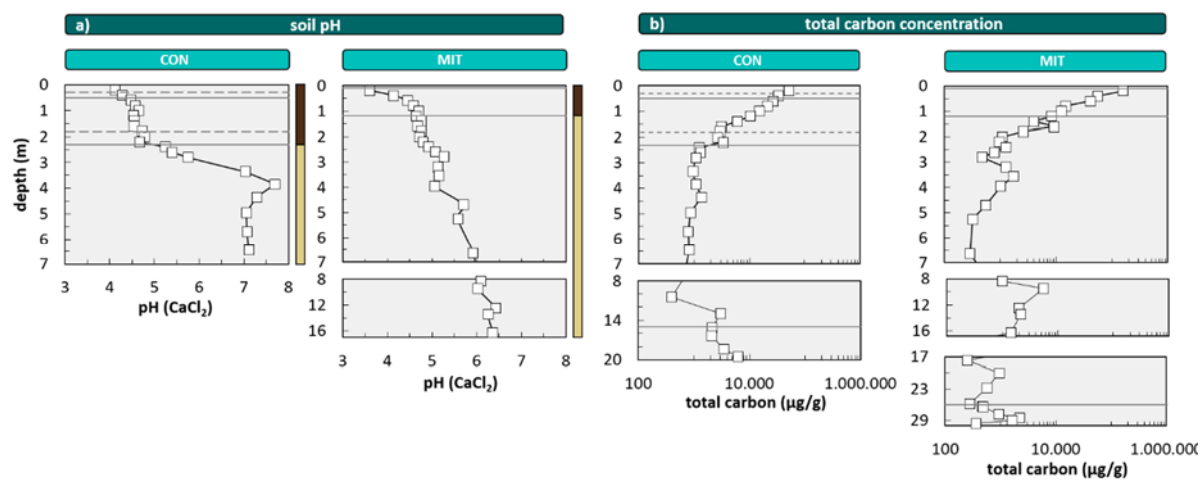 a) soil pH
CON
MIT
0
1
2
3
4
5
6
7
depth (m)
3 4 5 6 7 8
pH (CaCl₂)
0
1
2
3
4
5
6
7
8
12
16
3 4 5 6 7 8
pH (CaCl₂)
b) total carbon concentration
CON
MIT
0
1
2
3
4
5
6
7
8
14
20
100 10.000 1.000.000
total carbon (µg/g)
0
1
2
3
4
5
6
7
8
12
16
17
23
29
100 10.000 1.000.000
total carbon (µg/g)